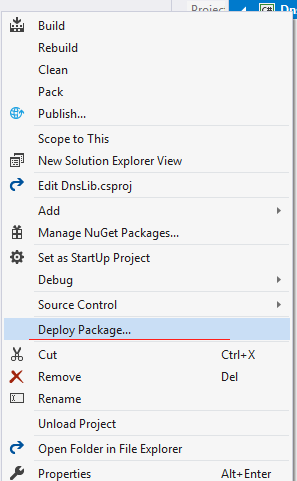 Project
C# Dn
Build
Rebuild
Clean
Pack
Publish...
Scope to This
New Solution Explorer View
Edit DnsLib.csproj
Add
Manage NuGet Packages...
Set as StartUp Project
Debug
Source Control
Deploy Package...
Cut Ctrl+X
Remove Del
Rename
Unload Project
Open Folder in File Explorer
Properties Alt+Enter